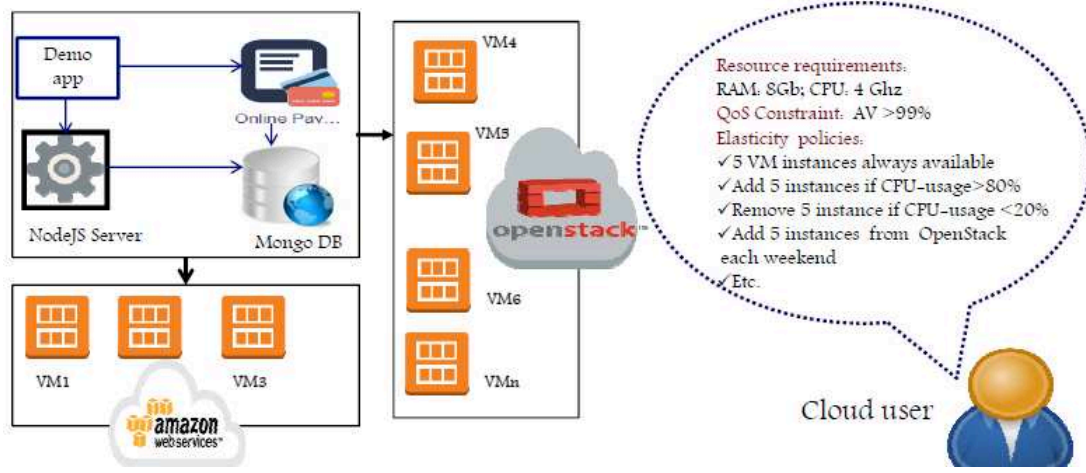 Demo
app
Online Pay...
NodeJS Server
Mongo DB
VM1
VM3
amazon
webservices™
VM4
VM5
openstack™
VM6
VMn
Resource requirements:
RAM: 8Gb; CPU: 4 Ghz
QoS Constraint: AV >99%
Elasticity policies:
✓5 VM instances always available
✓Add 5 instances if CPU-usage>80%
✓Remove 5 instance if CPU-usage <20%
✓Add 5 instances from OpenStack
each weekend
✓Etc.
Cloud user